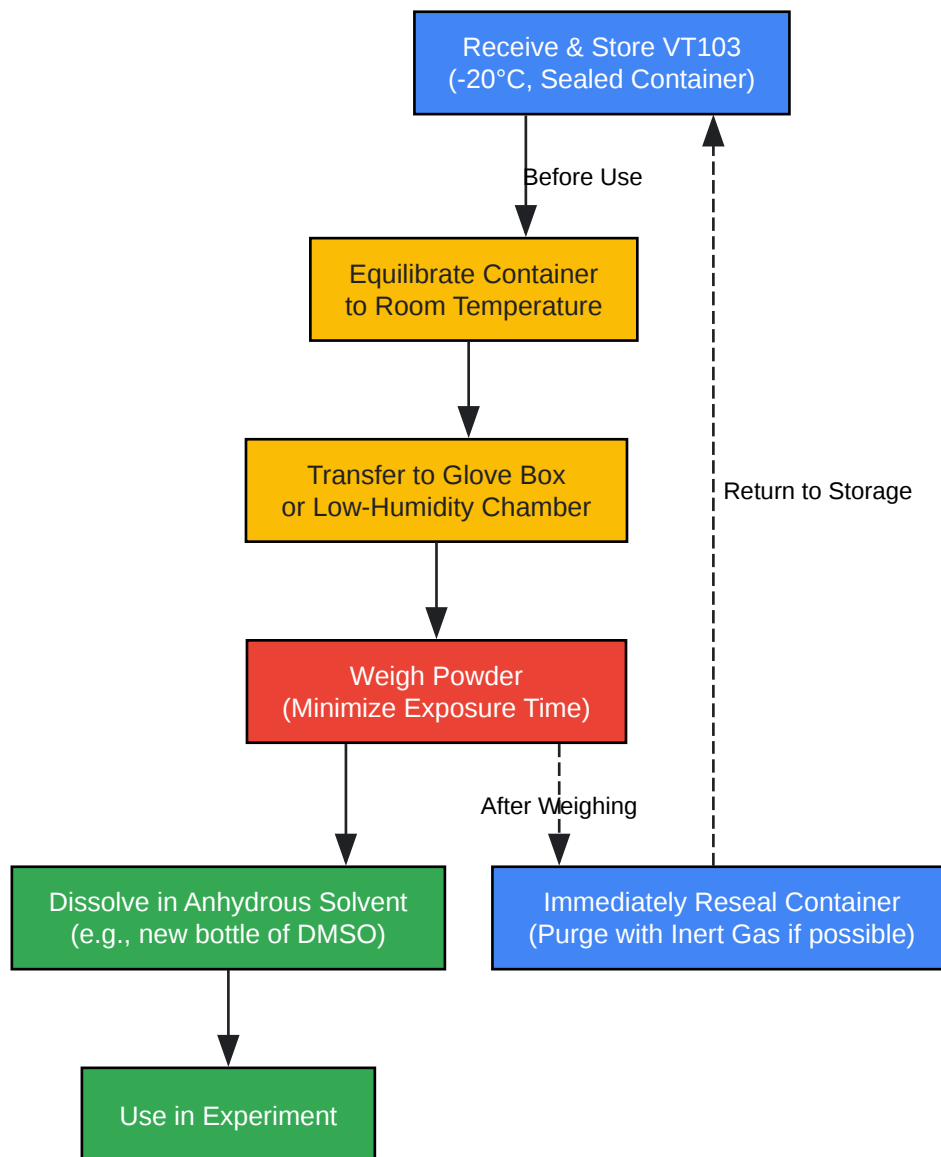 Receive & Store VT103
(-20°C, Sealed Container)
Before Use
Equilibrate Container
to Room Temperature
Transfer to Glove Box
or Low-Humidity Chamber
Return to Storage
Weigh Powder
(Minimize Exposure Time)
After Weighing
Dissolve in Anhydrous Solvent
(e.g., new bottle of DMSO)
Immediately Reseal Container
(Purge with Inert Gas if possible)
Use in Experiment